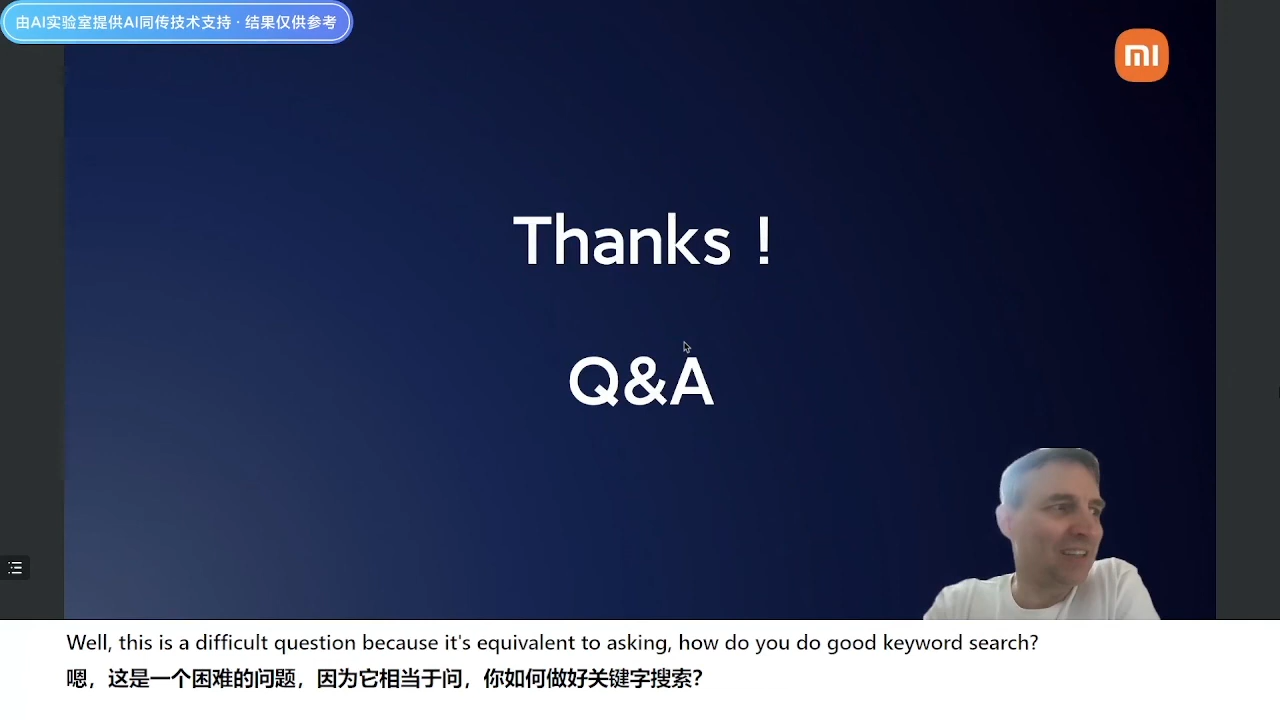 由AI实验室提供AI同传技术支持 · 结果仅供参考
mi
Thanks !
Q&A
Well, this is a difficult question because it's equivalent to asking, how do you do good keyword search?
嗯，这是一个困难的问题，因为它相当于问，你如何做好关键字搜索？